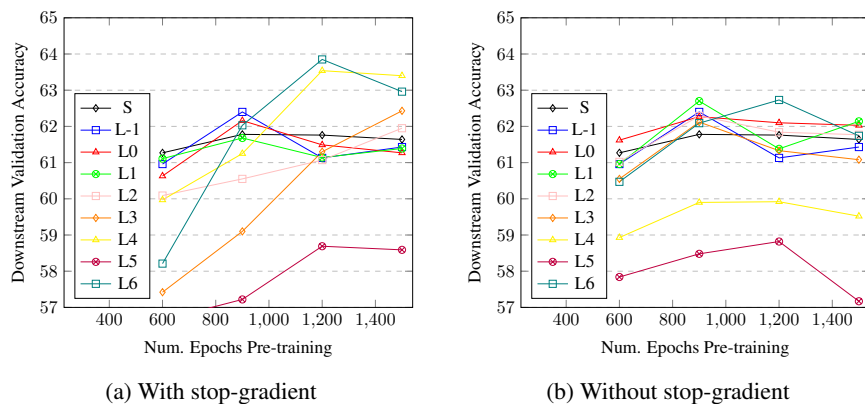 65
64
63
62
61
60
59
58
57
Downstream Validation Accuracy
S
L-1
L0
L1
L2
L3
L4
L5
L6
400 600 800 1,000 1,200 1,400
Num. Epochs Pre-training
(a) With stop-gradient
65
64
63
62
61
60
59
58
57
Downstream Validation Accuracy
S
L-1
L0
L1
L2
L3
L4
L5
L6
400 600 800 1,000 1,200 1,400
Num. Epochs Pre-training
(b) Without stop-gradient